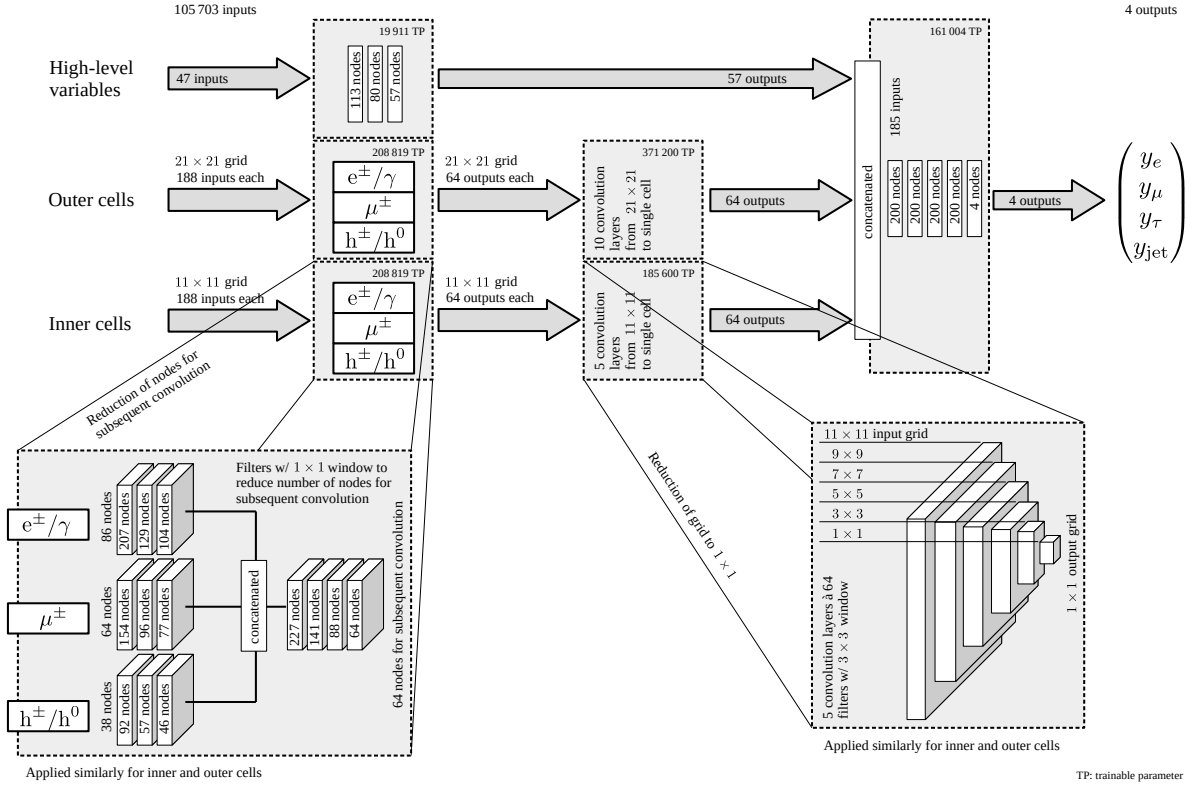 105 703 inputs
4 outputs
High-level
variables
47 inputs
19 911 TP
113 nodes
80 nodes
57 nodes
57 outputs
161 004 TP
185 inputs
concatenated
200 nodes
200 nodes
200 nodes
200 nodes
4 nodes
4 outputs
y_e
y_μ
y_τ
y_jet
Outer cells
21 × 21 grid
188 inputs each
208 819 TP
e±/γ
μ±
h±/h⁰
21 × 21 grid
64 outputs each
371 200 TP
10 convolution
layers
from 21 × 21
to single cell
64 outputs
Inner cells
11 × 11 grid
188 inputs each
208 819 TP
e±/γ
μ±
h±/h⁰
11 × 11 grid
64 outputs each
185 600 TP
5 convolution
layers
from 11 × 11
to single cell
64 outputs
Reduction of nodes for
subsequent convolution
Filters w/ 1 × 1 window to
reduce number of nodes for
subsequent convolution
e±/γ
86 nodes
207 nodes
129 nodes
104 nodes
μ±
64 nodes
154 nodes
96 nodes
77 nodes
h±/h⁰
38 nodes
92 nodes
57 nodes
46 nodes
concatenated
227 nodes
141 nodes
88 nodes
64 nodes
64 nodes for subsequent convolution
Applied similarly for inner and outer cells
Reduction of grid to 1 × 1
11 × 11 input grid
9 × 9
7 × 7
5 × 5
3 × 3
1 × 1
5 convolution layers à 64
filters w/ 3 × 3 window
1 × 1 output grid
Applied similarly for inner and outer cells
TP: trainable parameter